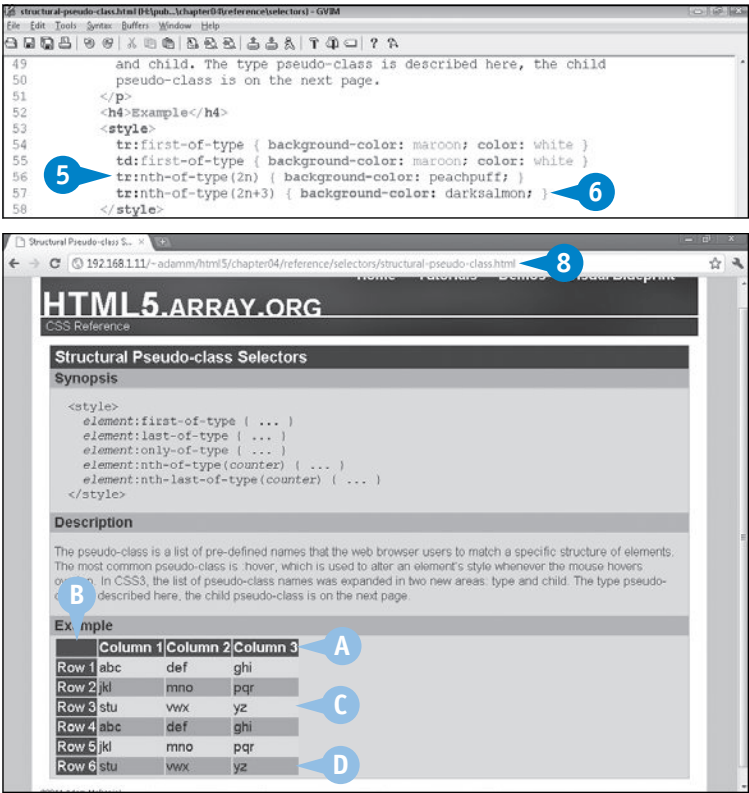 structural-pseudo-class.html (H:\pub...\chapter04\reference\selectors) - GVIM
File Edit Tools Syntax Buffers Window Help
49 and child. The type pseudo-class is described here, the child
50 pseudo-class is on the next page.
51 </p>
52 <h4>Example</h4>
53 <style>
54 tr:first-of-type { background-color: maroon; color: white }
55 td:first-of-type { background-color: maroon; color: white }
56 tr:nth-of-type(2n) { background-color: peachpuff; }
57 tr:nth-of-type(2n+3) { background-color: darksalmon; }
58 </style>
5
6
Structural Pseudo-class S...
192.168.1.11/~adamm/html5/chapter04/reference/selectors/structural-pseudo-class.html
8
Home Tutorials Demos Visual Blueprint
HTML5.ARRAY.ORG
CSS Reference
Structural Pseudo-class Selectors
Synopsis
<style>
element:first-of-type { ... }
element:last-of-type { ... }
element:only-of-type { ... }
element:nth-of-type(counter) { ... }
element:nth-last-of-type(counter) { ... }
</style>
Description
The pseudo-class is a list of pre-defined names that the web browser users to match a specific structure of elements.
The most common pseudo-class is :hover, which is used to alter an element's style whenever the mouse hovers
In CSS3, the list of pseudo-class names was expanded in two new areas: type and child. The type pseudo-
described here, the child pseudo-class is on the next page.
B
Example
Column 1 Column 2 Column 3
A
Row 1 abc def ghi
Row 2 jkl mno pqr
Row 3 stu vwx yz
C
Row 4 abc def ghi
Row 5 jkl mno pqr
Row 6 stu vwx yz
D